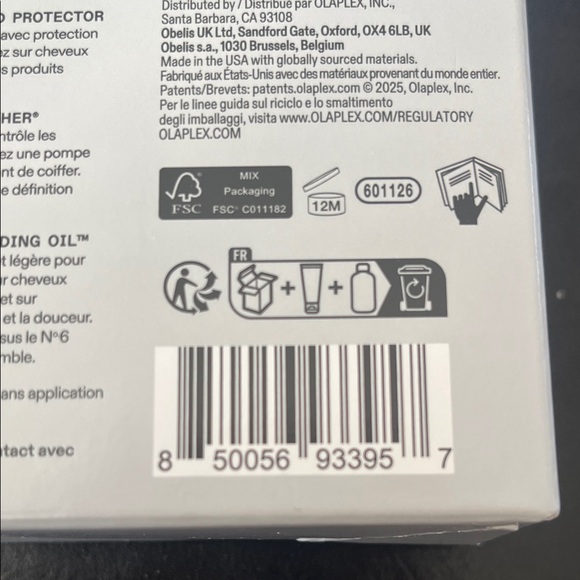 PROTECTOR
avec protection
ez sur cheveux
s produits
HER®
ntrôle les
ez une pompe
nt de coiffer.
e définition
DING OIL™
t légère pour
ur cheveux
et sur
et la douceur.
sus le Nº6
mble.
ans application
ntact avec
Distributed by / Distribué par OLAPLEX, INC.,
Santa Barbara, CA 93108
Obelis UK Ltd, Sandford Gate, Oxford, OX4 6LB, UK
Obelis s.a., 1030 Brussels, Belgium
Made in the USA with globally sourced materials.
Fabriqué aux États-Unis avec des matériaux provenant du monde entier.
Patents/Brevets: patents.olaplex.com © 2025, Olaplex, Inc.
Per le linee guida sul riciclo e lo smaltimento
degli imballaggi, visita www.OLAPLEX.COM/REGULATORY
OLAPLEX.COM
FSC
MIX
Packaging
FSC® C011182
12M
601126
FR
8 50056 93395 7